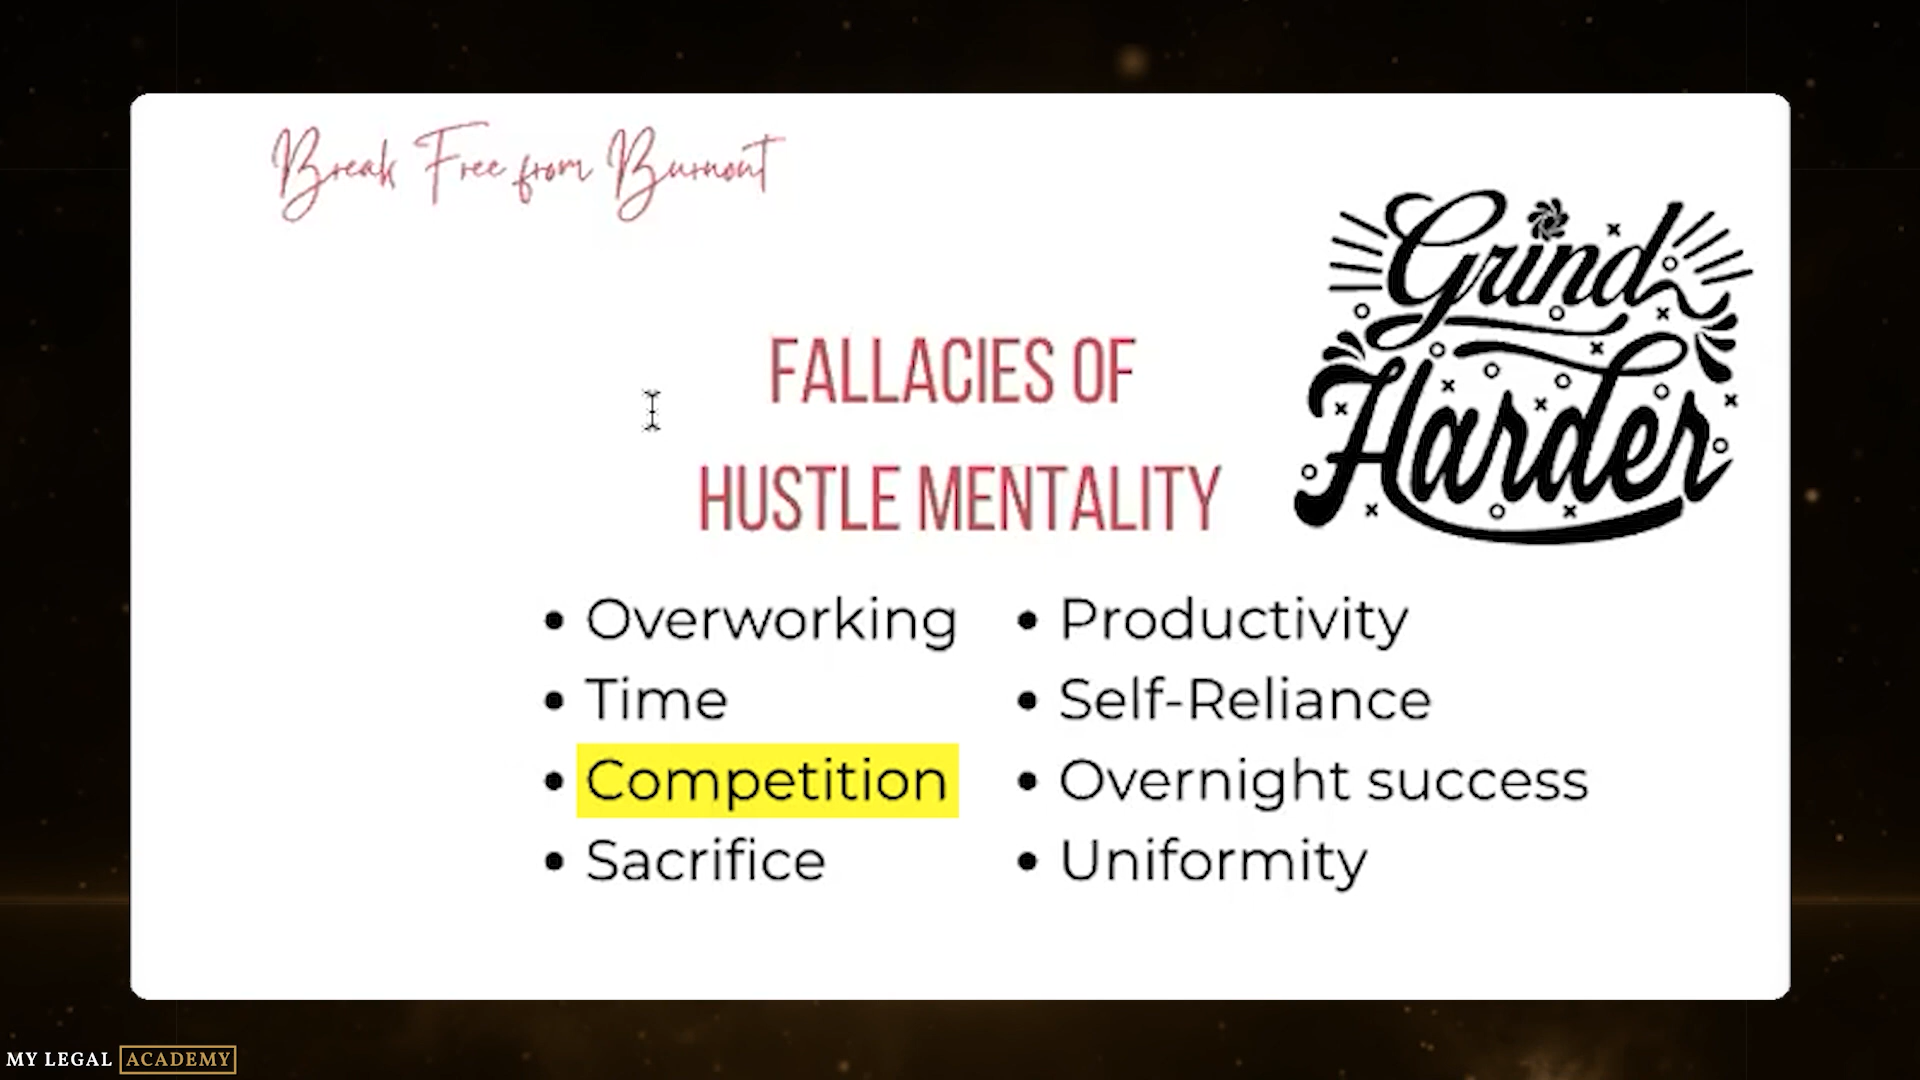 Break Free from Burnout
Grind
Harder
FALLACIES OF
HUSTLE MENTALITY
• Overworking
• Time
• Competition
• Sacrifice
• Productivity
• Self-Reliance
• Overnight success
• Uniformity
MY LEGAL ACADEMY